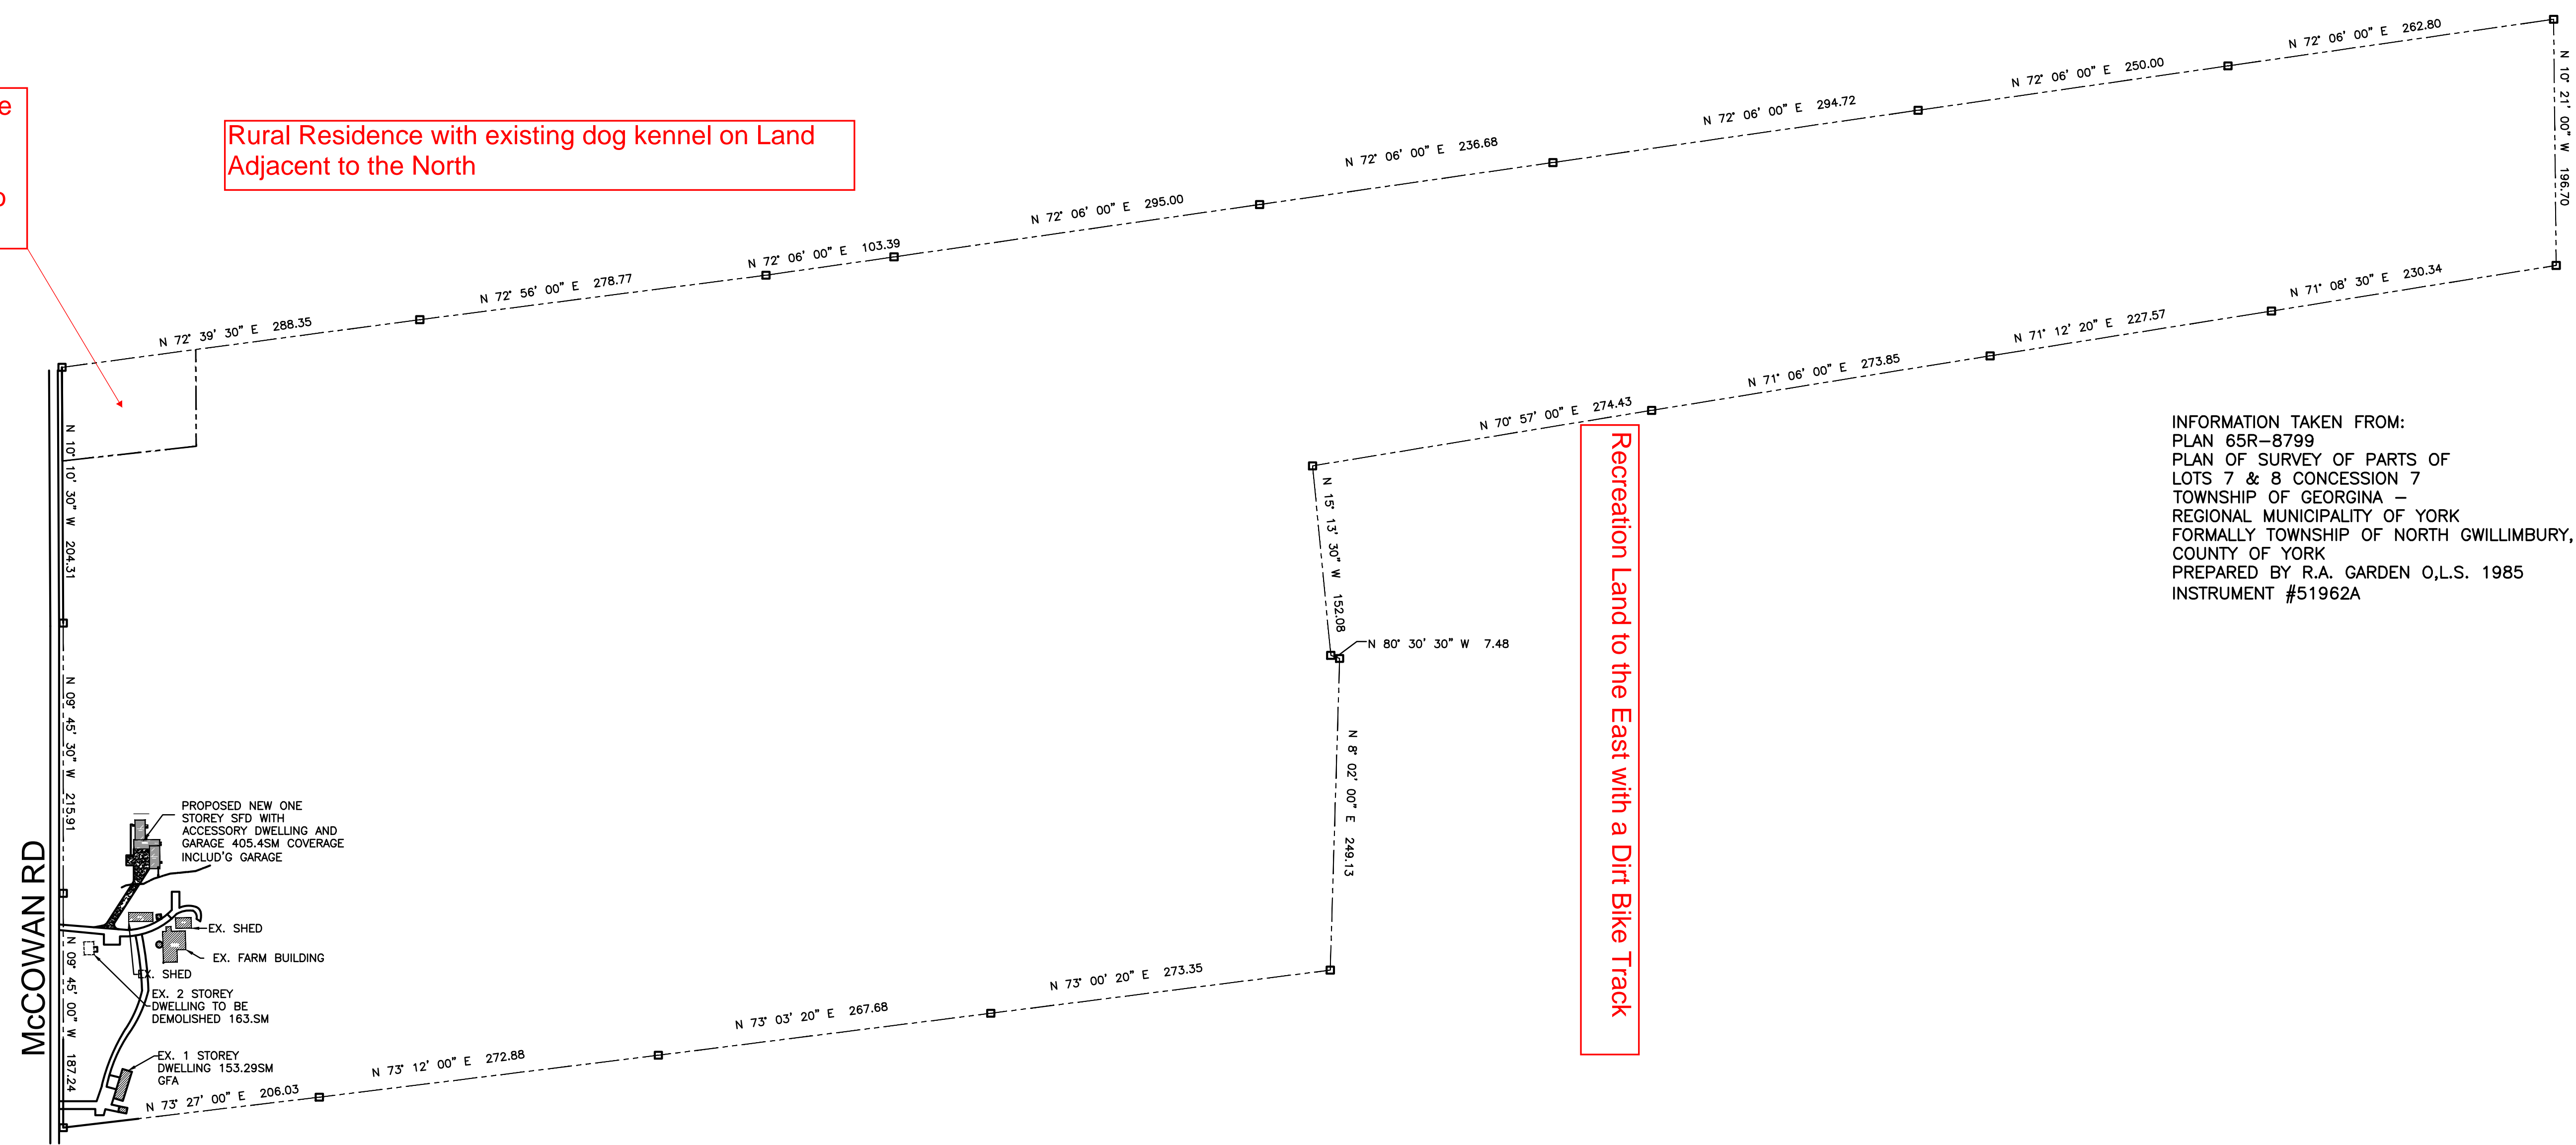 N 72° 06' 00" E 262.80
N 72° 06' 00" E 250.00
N 72° 06' 00" E 294.72
N 72° 06' 00" E 236.68
N 72° 06' 00" E 295.00
N 72° 06' 00" E 103.39
N 72° 56' 00" E 278.77
N 72° 39' 30" E 288.35
N 10° 21' 00" W 196.70
Rural Residence with existing dog kennel on Land
Adjacent to the North
N 71° 08' 30" E 230.34
N 71° 12' 20" E 227.57
N 71° 06' 00" E 273.85
N 70° 57' 00" E 274.43
INFORMATION TAKEN FROM:
PLAN 65R-8799
PLAN OF SURVEY OF PARTS OF
LOTS 7 & 8 CONCESSION 7
TOWNSHIP OF GEORGINA -
REGIONAL MUNICIPALITY OF YORK
FORMALLY TOWNSHIP OF NORTH GWILLIMBURY,
COUNTY OF YORK
PREPARED BY R.A. GARDEN O,L.S. 1985
INSTRUMENT #51962A
Recreation Land to the East with a Dirt Bike Track
N 15° 13' 30" W 152.08
N 80° 30' 30" W 7.48
N 8° 02' 00" E 249.13
N 10° 10' 30" W 204.31
N 09° 45' 30" W 215.91
N 09° 45' 00" W 187.24
McCOWAN RD
PROPOSED NEW ONE
STOREY SFD WITH
ACCESSORY DWELLING AND
GARAGE 405.4SM COVERAGE
INCLUD'G GARAGE
EX. SHED
EX. FARM BUILDING
EX. SHED
EX. 2 STOREY
DWELLING TO BE
DEMOLISHED 163.SM
EX. 1 STOREY
DWELLING 153.29SM
GFA
N 73° 27' 00" E 206.03
N 73° 12' 00" E 272.88
N 73° 03' 20" E 267.68
N 73° 00' 20" E 273.35